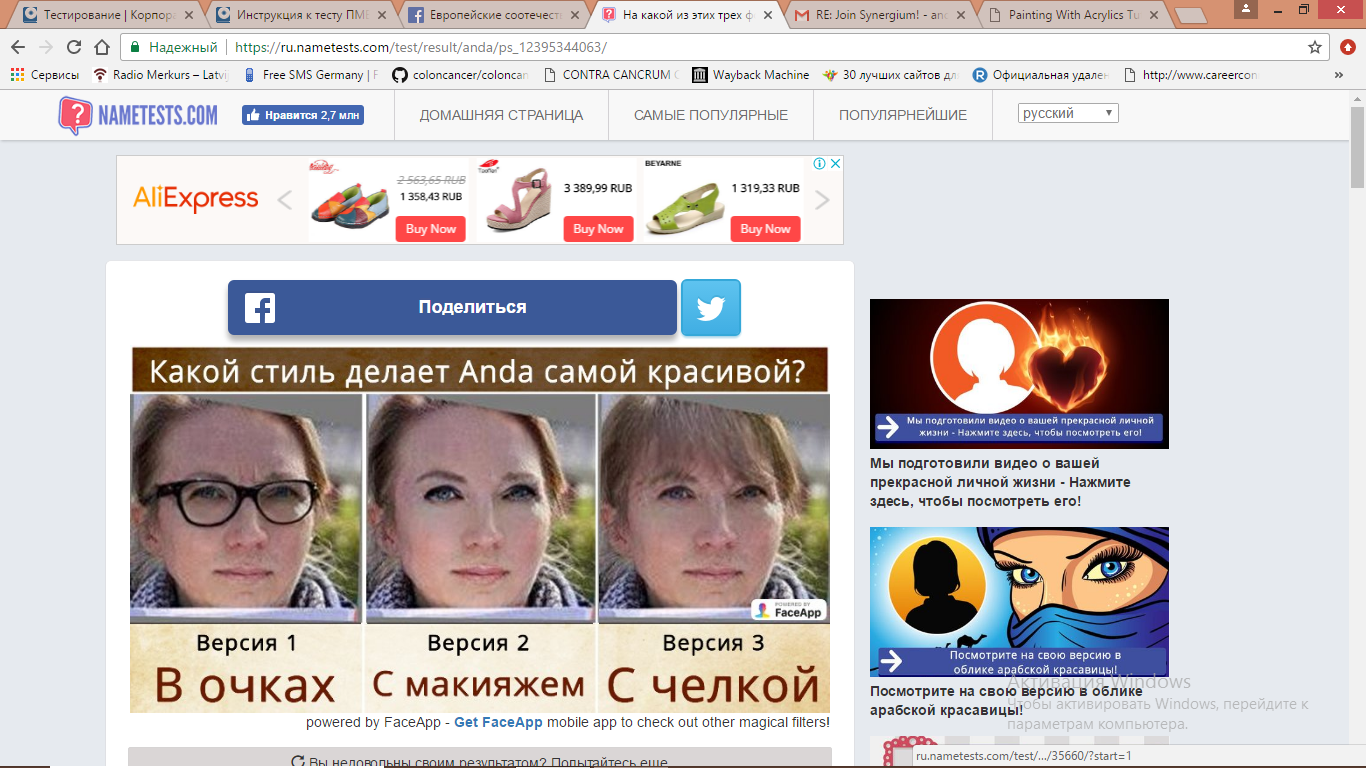 Тестирование | Корпора
Инструкция к тесту ПМЕ
Европейские соотечест
На какой из этих трех ф
RE: Join Synergium! - anc
Painting With Acrylics Tu
Надежный
https://ru.nametests.com/test/result/anda/ps_12395344063/
Сервисы
Radio Merkurs – Latvij
Free SMS Germany | F
coloncancer/coloncan
CONTRA CANCRUM C
Wayback Machine
30 лучших сайтов дл
Официальная удален
http://www.careercon
»
NAMETESTS.COM
Нравится 2,7 млн
ДОМАШНЯЯ СТРАНИЦА
САМЫЕ ПОПУЛЯРНЫЕ
ПОПУЛЯРНЕЙШИЕ
русский
AliExpress
2 563,65 RUB
1 358,43 RUB
Buy Now
3 389,99 RUB
Buy Now
BEYARNE
1 319,33 RUB
Buy Now
Поделиться
Какой стиль делает Anda самой красивой?
POWERED BY
FaceApp
Версия 1
Версия 2
Версия 3
В очках
С макияжем
С челкой
powered by FaceApp - Get FaceApp mobile app to check out other magical filters!
Вы недовольны своим результатом? Попытайтесь еще
Мы подготовили видео о вашей прекрасной личной
жизни - Нажмите здесь, чтобы посмотреть его!
Мы подготовили видео о вашей
прекрасной личной жизни - Нажмите
здесь, чтобы посмотреть его!
Посмотрите на свою версию в
облике арабской красавицы!
Посмотрите на свою версию в облике
арабской красавицы!
Активация Windows
Чтобы активировать Windows, перейдите к
параметрам компьютера.
ru.nametests.com/test/.../35660/?start=1